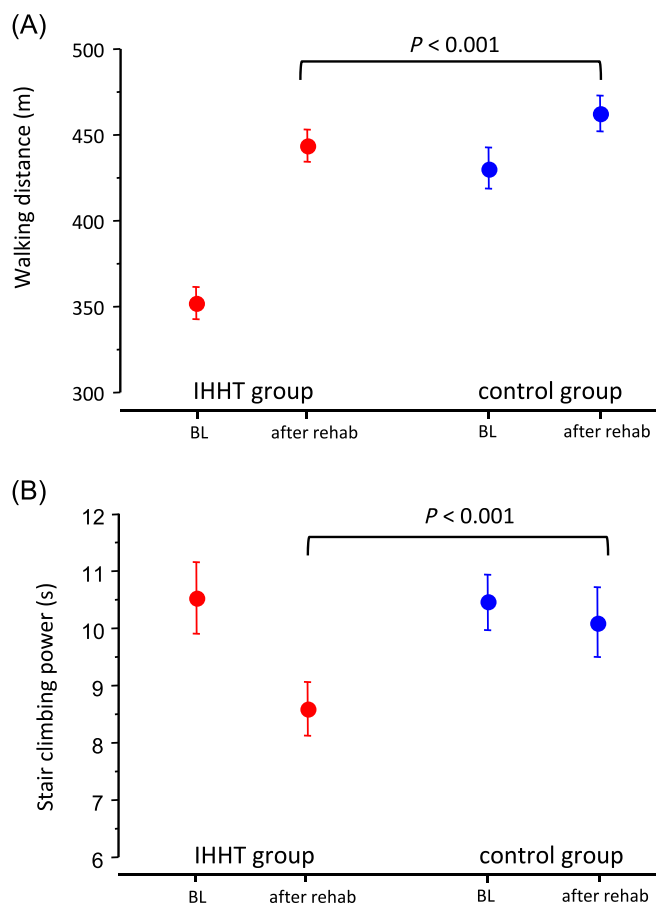 (A)
P < 0.001
Walking distance (m)
500
450
400
350
300
IHHT group
control group
BL
after rehab
BL
after rehab
(B)
P < 0.001
Stair climbing power (s)
12
11
10
9
8
7
6
IHHT group
control group
BL
after rehab
BL
after rehab